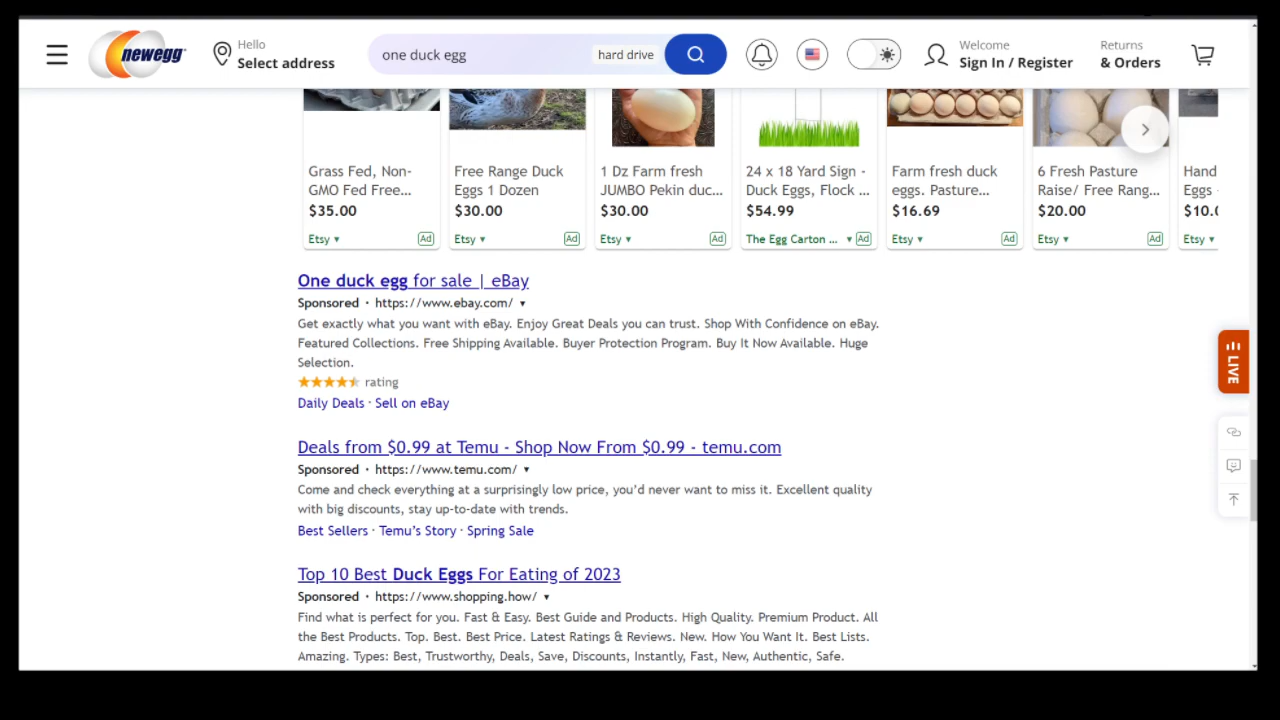 newegg
Hello
Select address
one duck egg
hard drive
Welcome
Sign In / Register
Returns
& Orders
Grass Fed, Non-
GMO Fed Free...
$35.00
Etsy
Ad
Free Range Duck
Eggs 1 Dozen
$30.00
Etsy
Ad
1 Dz Farm fresh
JUMBO Pekin duc...
$30.00
Etsy
Ad
24 x 18 Yard Sign -
Duck Eggs, Flock ...
$54.99
The Egg Carton ...
Ad
Farm fresh duck
eggs. Pasture...
$16.69
Etsy
Ad
6 Fresh Pasture
Raise/ Free Rang...
$20.00
Etsy
Ad
Hand
Eggs
$10.
Etsy
One duck egg for sale | eBay
Sponsored · https://www.ebay.com/
Get exactly what you want with eBay. Enjoy Great Deals you can trust. Shop With Confidence on eBay.
Featured Collections. Free Shipping Available. Buyer Protection Program. Buy It Now Available. Huge
Selection.
rating
Daily Deals · Sell on eBay
Deals from $0.99 at Temu - Shop Now From $0.99 - temu.com
Sponsored · https://www.temu.com/
Come and check everything at a surprisingly low price, you'd never want to miss it. Excellent quality
with big discounts, stay up-to-date with trends.
Best Sellers · Temu's Story · Spring Sale
Top 10 Best Duck Eggs For Eating of 2023
Sponsored · https://www.shopping.how/
Find what is perfect for you. Fast & Easy. Best Guide and Products. High Quality. Premium Product. All
the Best Products. Top. Best. Best Price. Latest Ratings & Reviews. New. How You Want It. Best Lists.
Amazing. Types: Best, Trustworthy, Deals, Save, Discounts, Instantly, Fast, New, Authentic, Safe.
LIVE